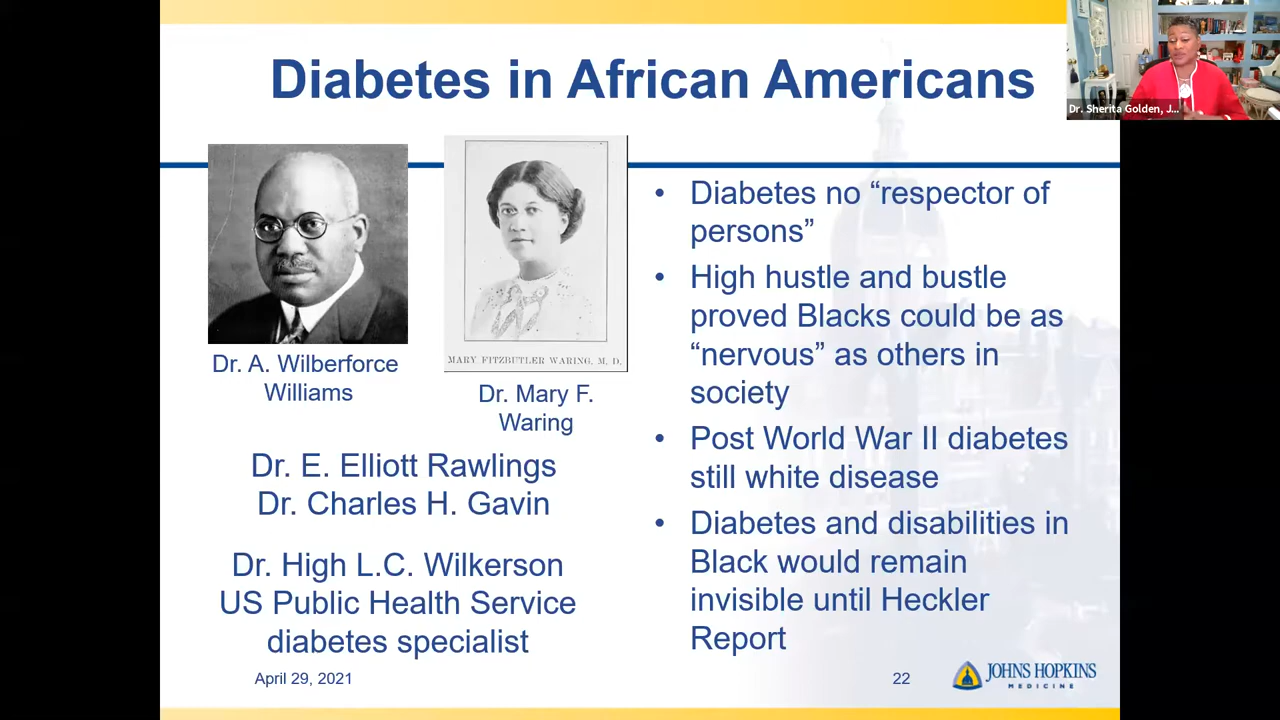 Diabetes in African Americans
Dr. Sherita Golden, J...
MARY FITZBUTLER WARING, M. D.
Dr. A. Wilberforce
Williams
Dr. Mary F.
Waring
Dr. E. Elliott Rawlings
Dr. Charles H. Gavin
Dr. High L.C. Wilkerson
US Public Health Service
diabetes specialist
• Diabetes no “respector of
persons”
• High hustle and bustle
proved Blacks could be as
“nervous” as others in
society
• Post World War II diabetes
still white disease
• Diabetes and disabilities in
Black would remain
invisible until Heckler
Report
April 29, 2021
22
JOHNS HOPKINS
MEDICINE